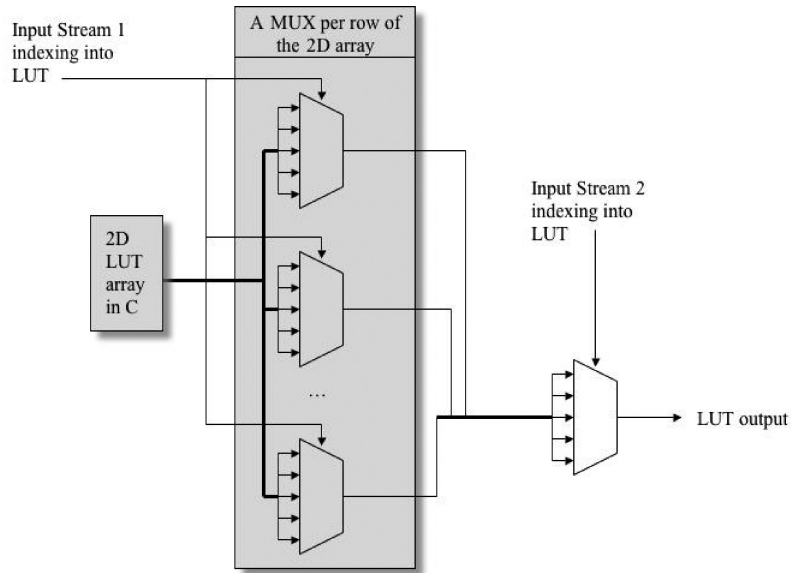 Input Stream 1
indexing into
LUT
A MUX per row of
the 2D array
Input Stream 2
indexing into
LUT
2D
LUT
array
in C
...
LUT output